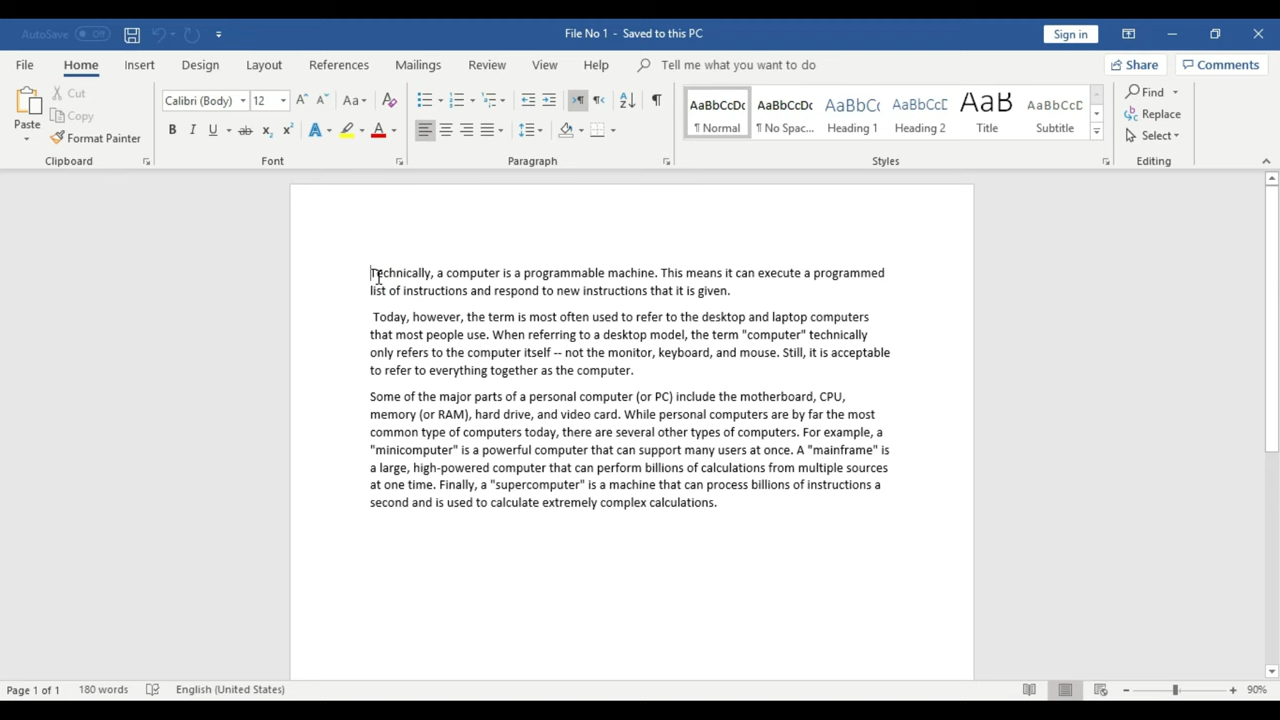 AutoSave Off
File No 1 - Saved to this PC
Sign in
File Home Insert Design Layout References Mailings Review View Help Tell me what you want to do Share Comments
Paste
Cut
Copy
Format Painter
Clipboard
Calibri (Body) 12 Aa
B I U ab x₂ x² A A
Font
Paragraph
AaBbCcDc AaBbCcDc AaBbCc AaBbCcD AaB AaBbCcD
¶ Normal ¶ No Spac... Heading 1 Heading 2 Title Subtitle
Styles
Find
Replace
Select
Editing
Technically, a computer is a programmable machine. This means it can execute a programmed
list of instructions and respond to new instructions that it is given.
Today, however, the term is most often used to refer to the desktop and laptop computers
that most people use. When referring to a desktop model, the term "computer" technically
only refers to the computer itself -- not the monitor, keyboard, and mouse. Still, it is acceptable
to refer to everything together as the computer.
Some of the major parts of a personal computer (or PC) include the motherboard, CPU,
memory (or RAM), hard drive, and video card. While personal computers are by far the most
common type of computers today, there are several other types of computers. For example, a
"minicomputer" is a powerful computer that can support many users at once. A "mainframe" is
a large, high-powered computer that can perform billions of calculations from multiple sources
at one time. Finally, a "supercomputer" is a machine that can process billions of instructions a
second and is used to calculate extremely complex calculations.
Page 1 of 1 180 words English (United States) 90%